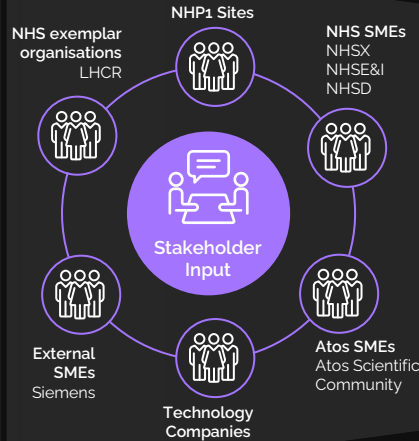 NHP1 Sites
NHS exemplar
organisations
LHCR
NHS SMEs
NHSX
NHSE&I
NHSD
Stakeholder
Input
External
SMEs
Siemens
Atos SMEs
Atos Scientific
Community
Technology
Companies